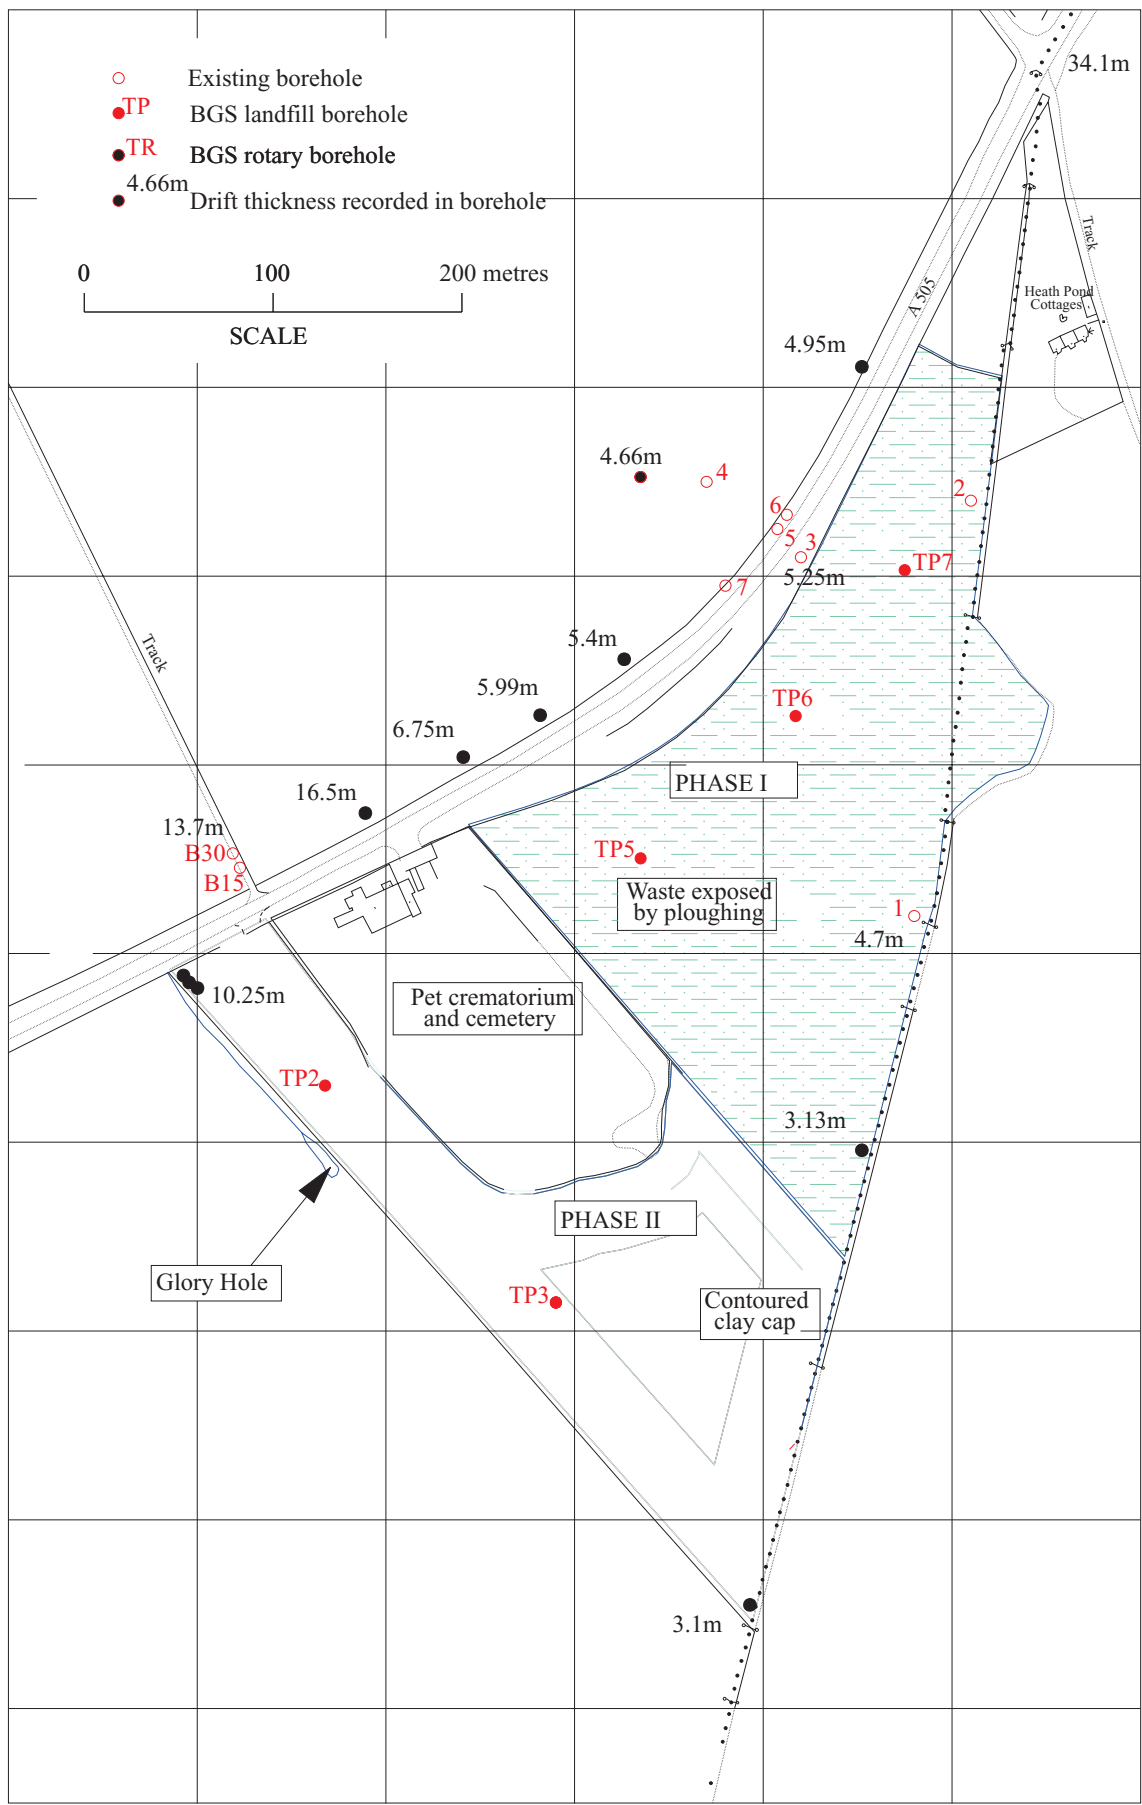 34.1m
Existing borehole
TP
BGS landfill borehole
TR
BGS rotary borehole
4.66m
Drift thickness recorded in borehole
0 100 200 metres
SCALE
Track
A 505
Heath Pond
Cottages
4.95m
4.66m
4
2
6
5
3
TP7
5.25m
7
Track
5.4m
5.99m
TP6
6.75m
PHASE I
16.5m
13.7m
B30
TP5
B15
Waste exposed
by ploughing
1
4.7m
10.25m
Pet crematorium
and cemetery
TP2
3.13m
PHASE II
Glory Hole
TP3
Contoured
clay cap
3.1m